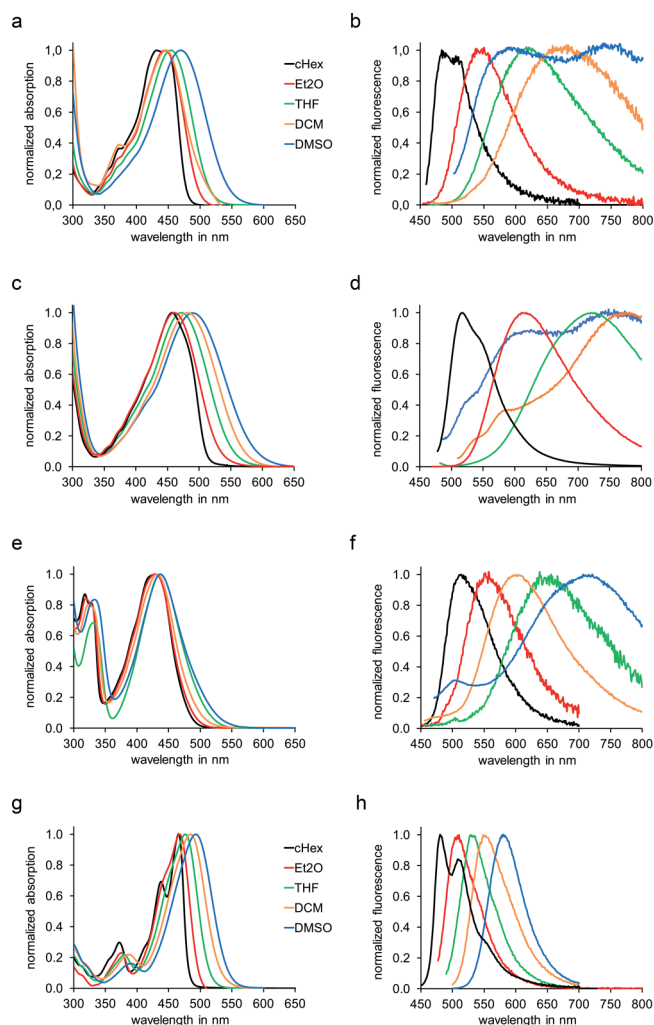 a
b
normalized absorption
1,0
0,8
0,6
0,4
0,2
0,0
300 350 400 450 500 550 600 650
wavelength in nm
cHex
Et2O
THF
DCM
DMSO
normalized fluorescence
1,0
0,8
0,6
0,4
0,2
0,0
450 500 550 600 650 700 750 800
wavelength in nm
c
d
normalized absorption
1.0
0.8
0.6
0.4
0.2
0.0
300 350 400 450 500 550 600 650
wavelength in nm
normalized fluorescence
1.0
0.8
0.6
0.4
0.2
0.0
450 500 550 600 650 700 750 800
wavelength in nm
e
f
normalized absorption
1.0
0.8
0.6
0.4
0.2
0.0
300 350 400 450 500 550 600 650
wavelength in nm
normalized fluorescence
1.0
0.8
0.6
0.4
0.2
0.0
450 500 550 600 650 700 750 800
wavelength in nm
g
h
normalized absorption
1.0
0.8
0.6
0.4
0.2
0.0
300 350 400 450 500 550 600 650
wavelength in nm
cHex
Et2O
THF
DCM
DMSO
normalized fluorescence
1.0
0.8
0.6
0.4
0.2
0.0
450 500 550 600 650 700 750 800
wavelength in nm